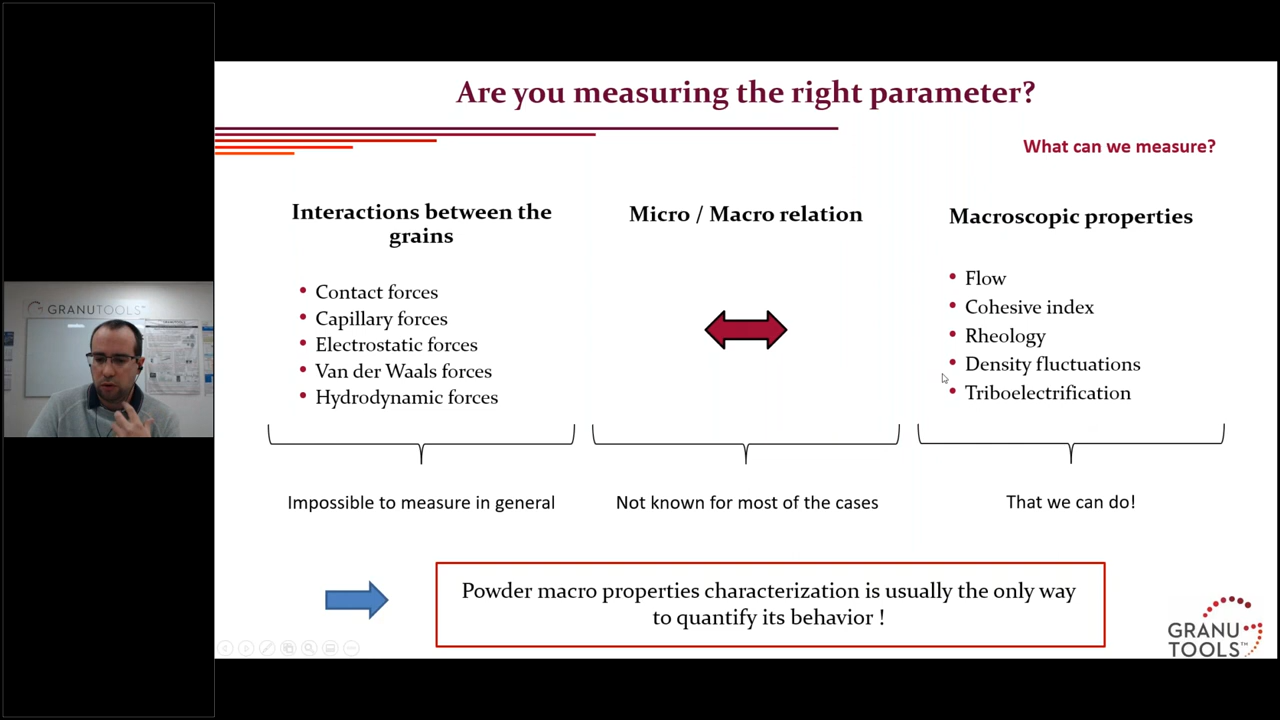 Are you measuring the right parameter?
What can we measure?
Interactions between the
grains
• Contact forces
• Capillary forces
• Electrostatic forces
• Van der Waals forces
• Hydrodynamic forces
Impossible to measure in general
Micro / Macro relation
Not known for most of the cases
Macroscopic properties
• Flow
• Cohesive index
• Rheology
• Density fluctuations
• Triboelectrification
That we can do!
Powder macro properties characterization is usually the only way
to quantify its behavior !
GRANU
TOOLS™
GRANUTOOLS™